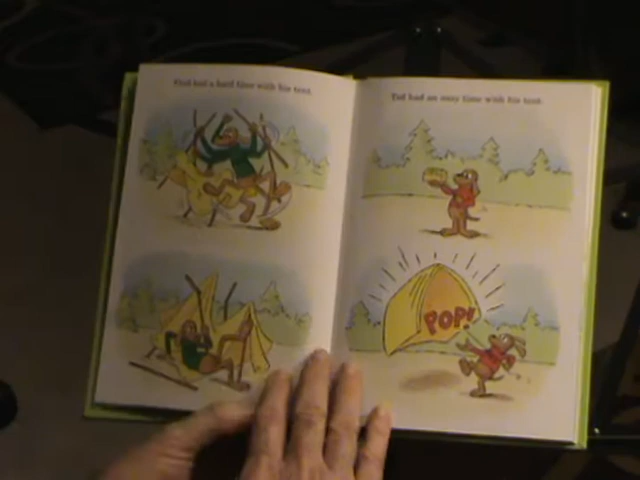 Fred had a hard time with his tent.
Ted had an easy time with his tent.
POP!